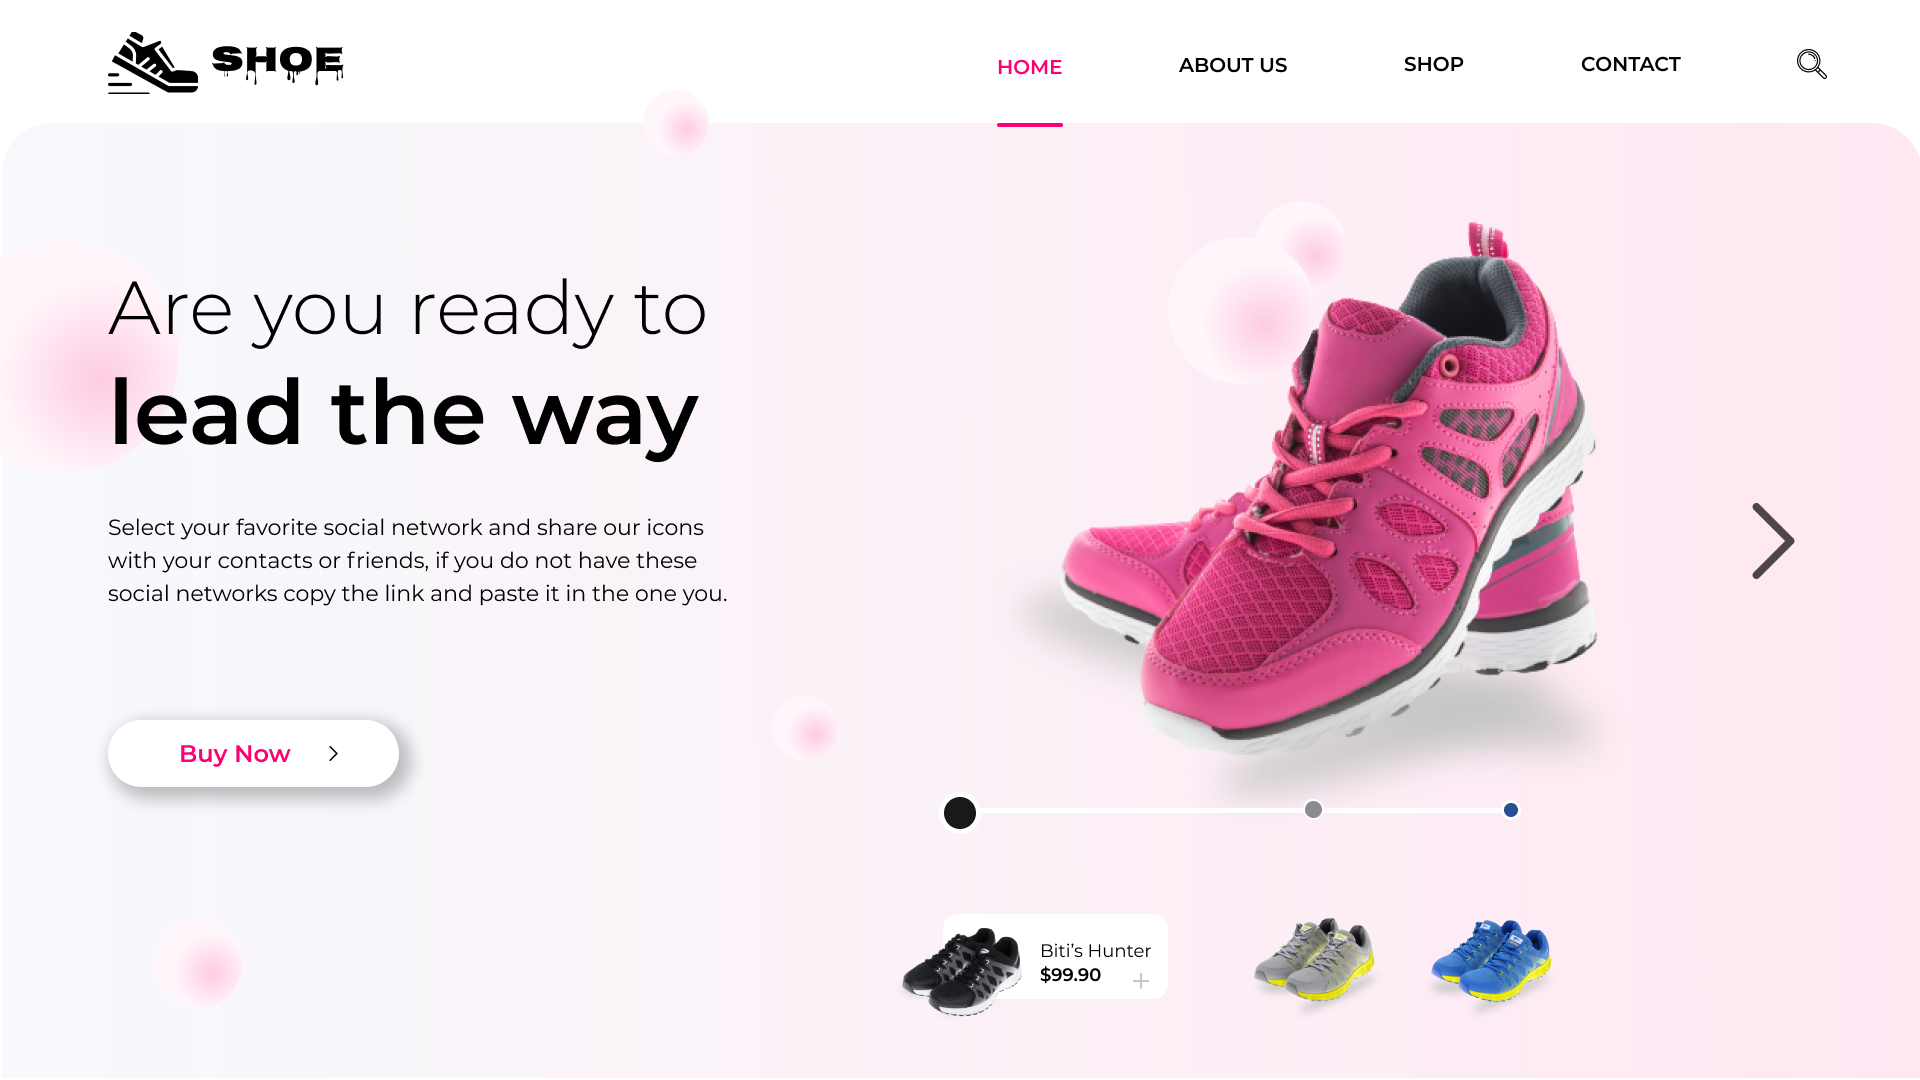 SHOE
HOME
ABOUT US
SHOP
CONTACT
Are you ready to
lead the way
Select your favorite social network and share our icons
with your contacts or friends, if you do not have these
social networks copy the link and paste it in the one you.
Buy Now
Biti’s Hunter
$99.90